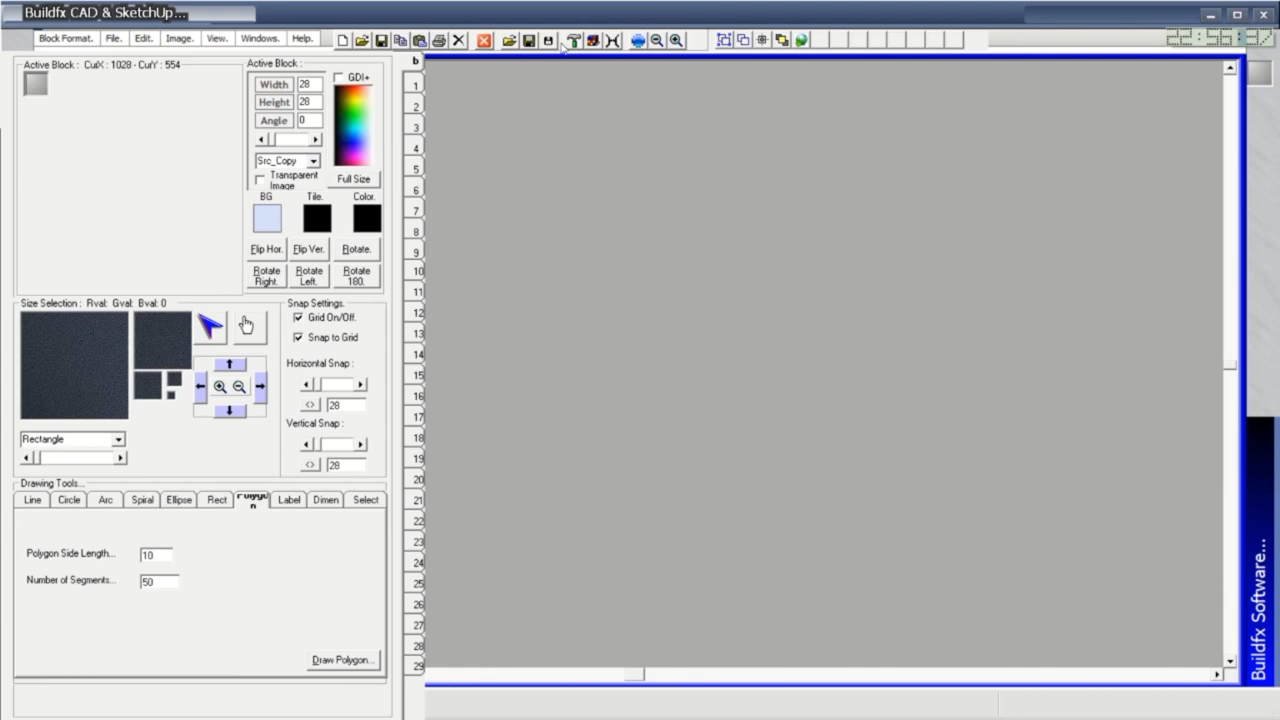 Buildfx CAD & SketchUp...
Block Format. File. Edit. Image. View. Windows. Help.
Active Block : CurX : 1028 - CurY : 554
Active Block :
Width 28
GDI+
Height 28
Angle 0
Src_Copy
Transparent Image
Full Size
BG Tile. Color.
Flip Hor. Flip Ver. Rotate.
Rotate Right. Rotate Left. Rotate 180.
Size Selection : Rval: Gval: Bval: 0
Snap Settings.
Grid On/Off.
Snap to Grid
Horizontal Snap :
<> 28
Vertical Snap :
<> 28
Rectangle
Drawing Tools...
Line Circle Arc Spiral Ellipse Rect Polygon Label Dimen Select
Polygon Side Length... 10
Number of Segments... 50
Draw Polygon...
b
1
2
3
4
5
6
7
8
9
10
11
12
13
14
15
16
17
18
19
20
21
22
23
24
25
26
27
28
29
Buildfx Software...